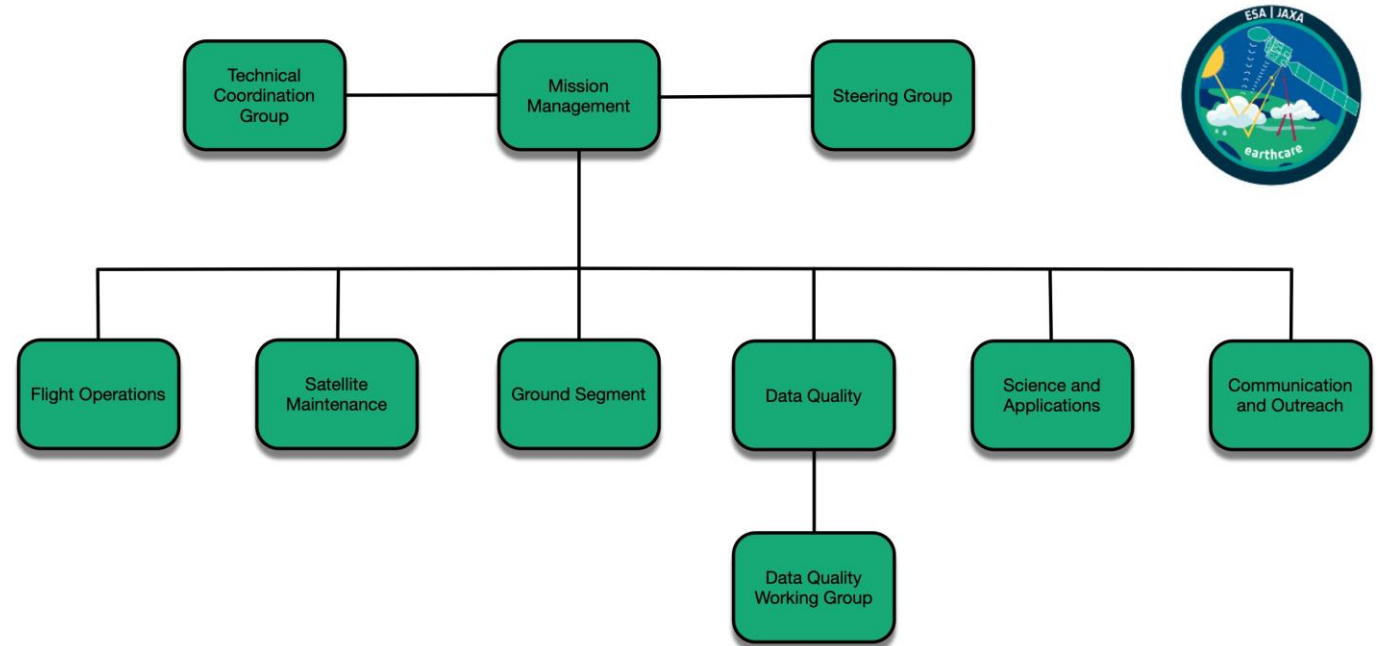 ESA | JAXA
earthcare
Technical
Coordination
Group
Mission
Management
Steering Group
Flight Operations
Satellite
Maintenance
Ground Segment
Data Quality
Science and
Applications
Communication
and Outreach
Data Quality
Working Group